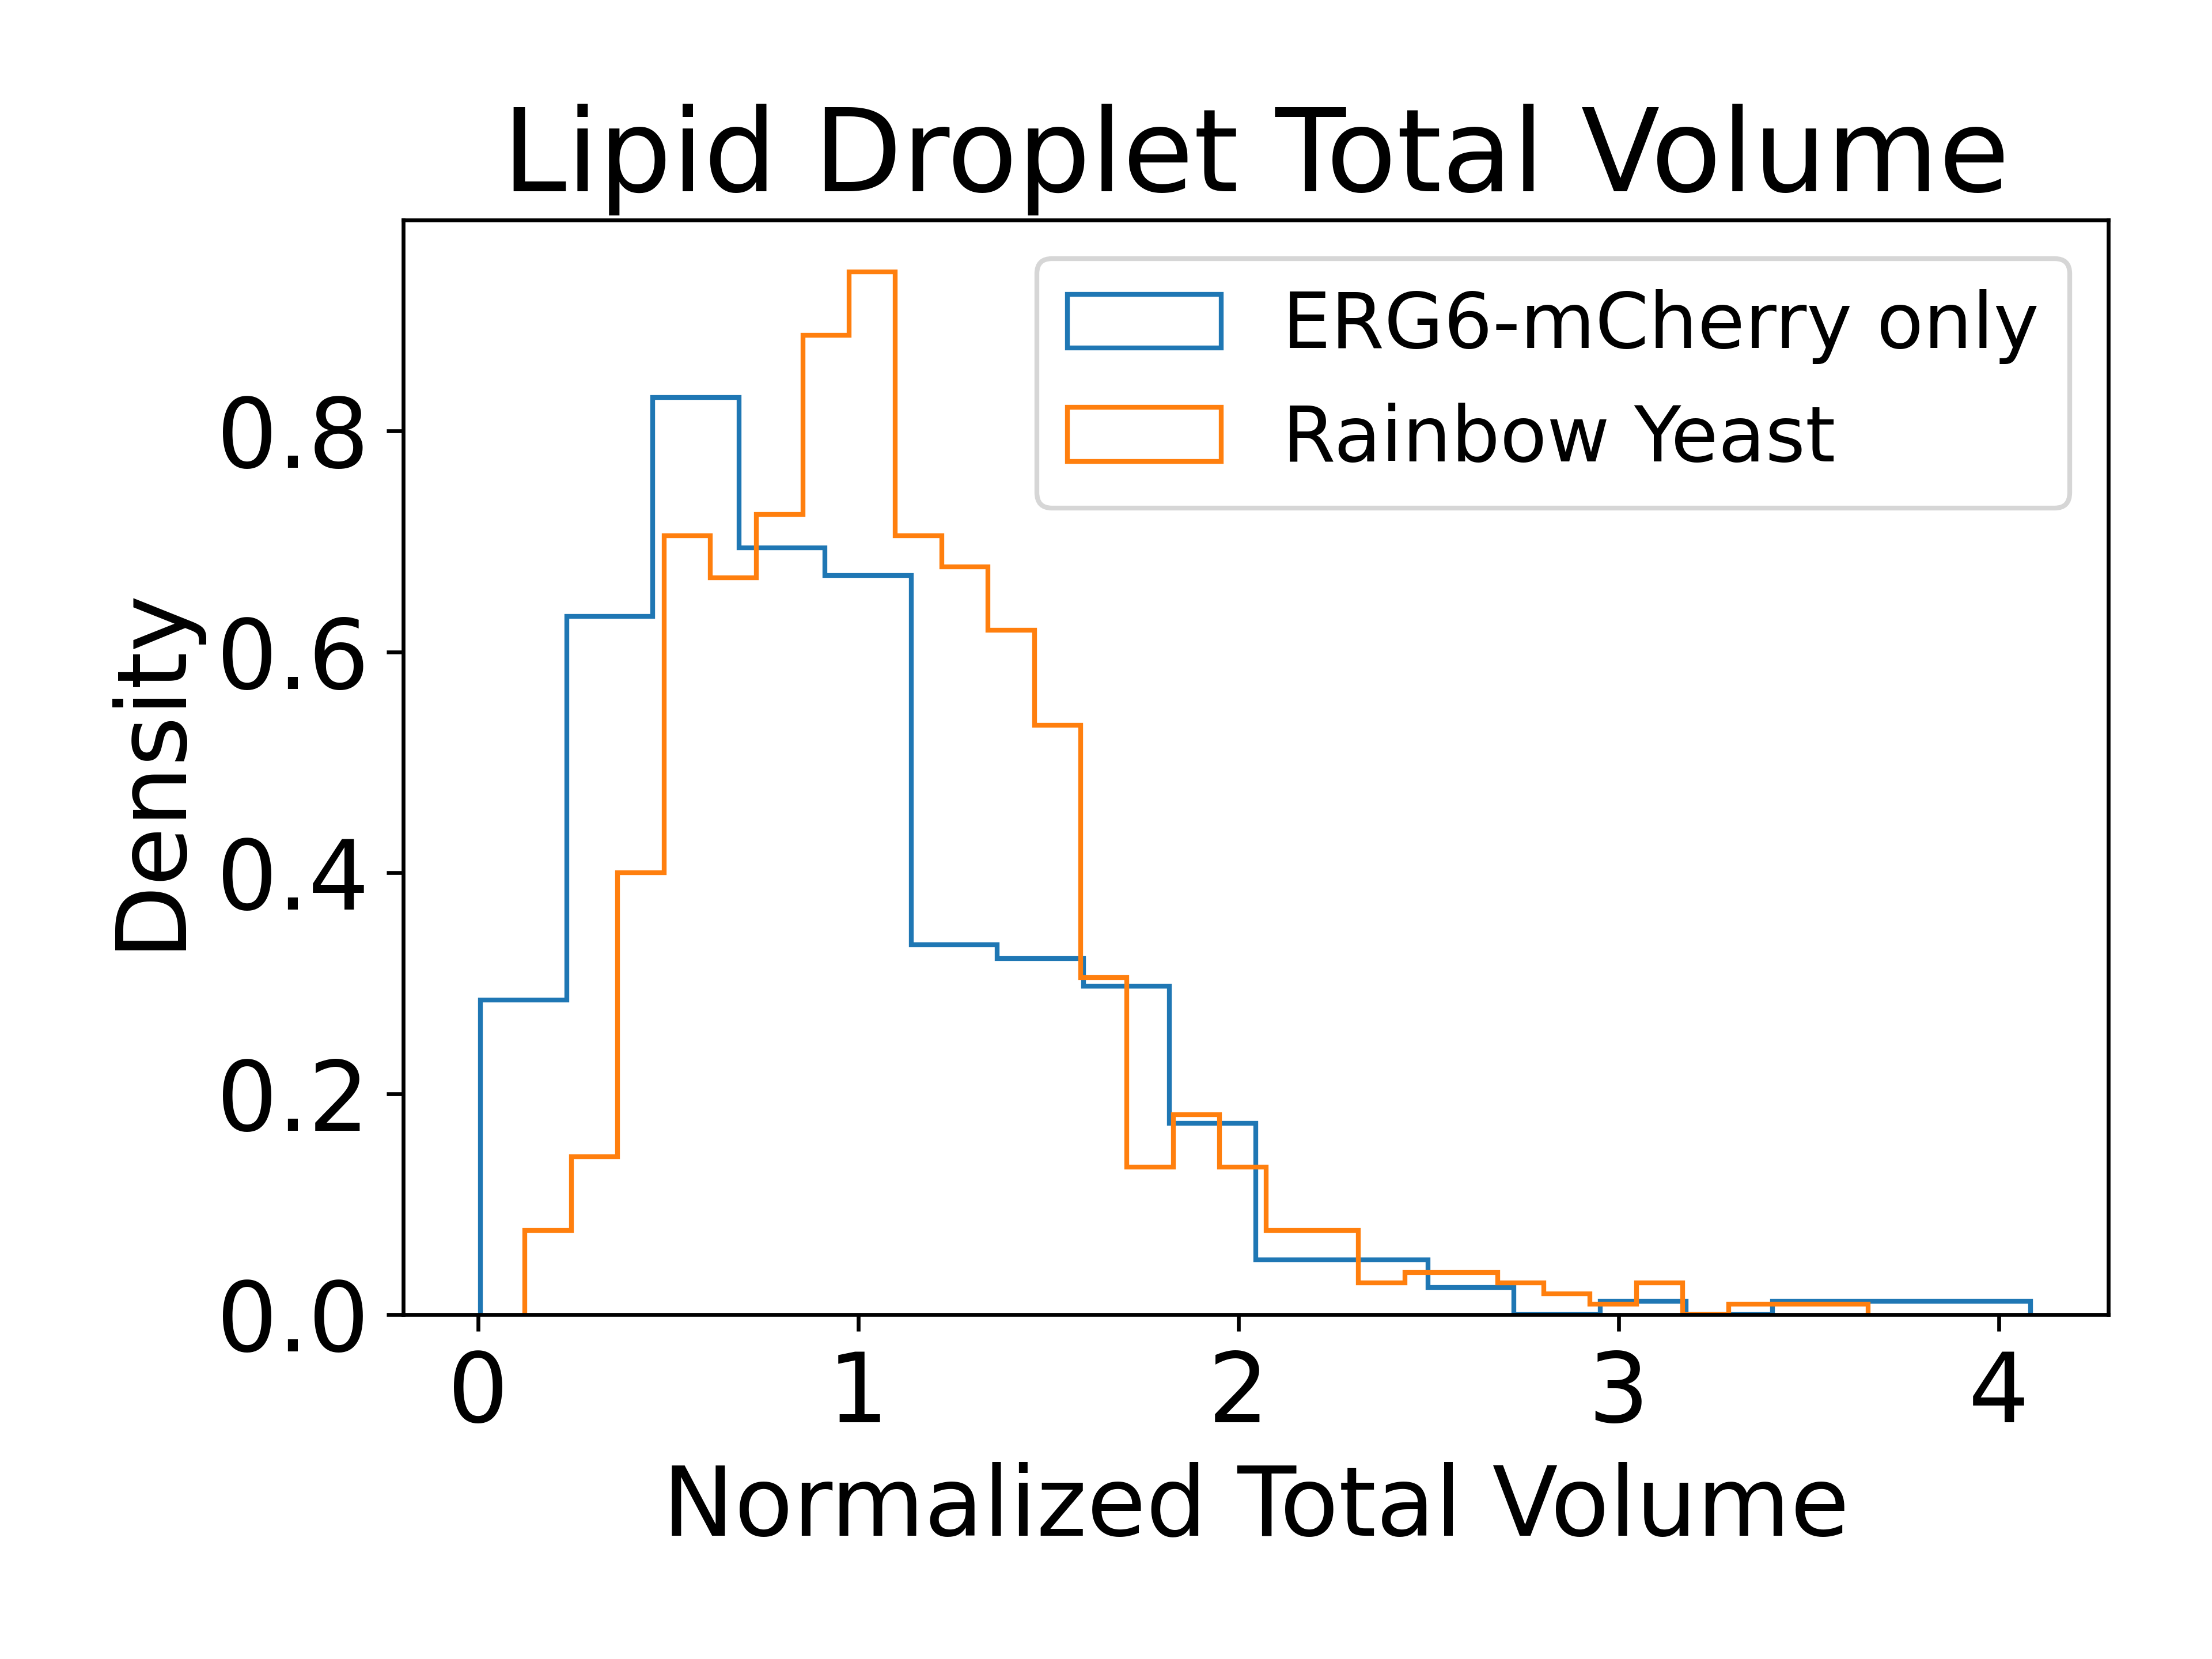 Lipid Droplet Total Volume
ERG6-mCherry only
Rainbow Yeast
Density
0.8
0.6
0.4
0.2
0.0
0 1 2 3 4
Normalized Total Volume